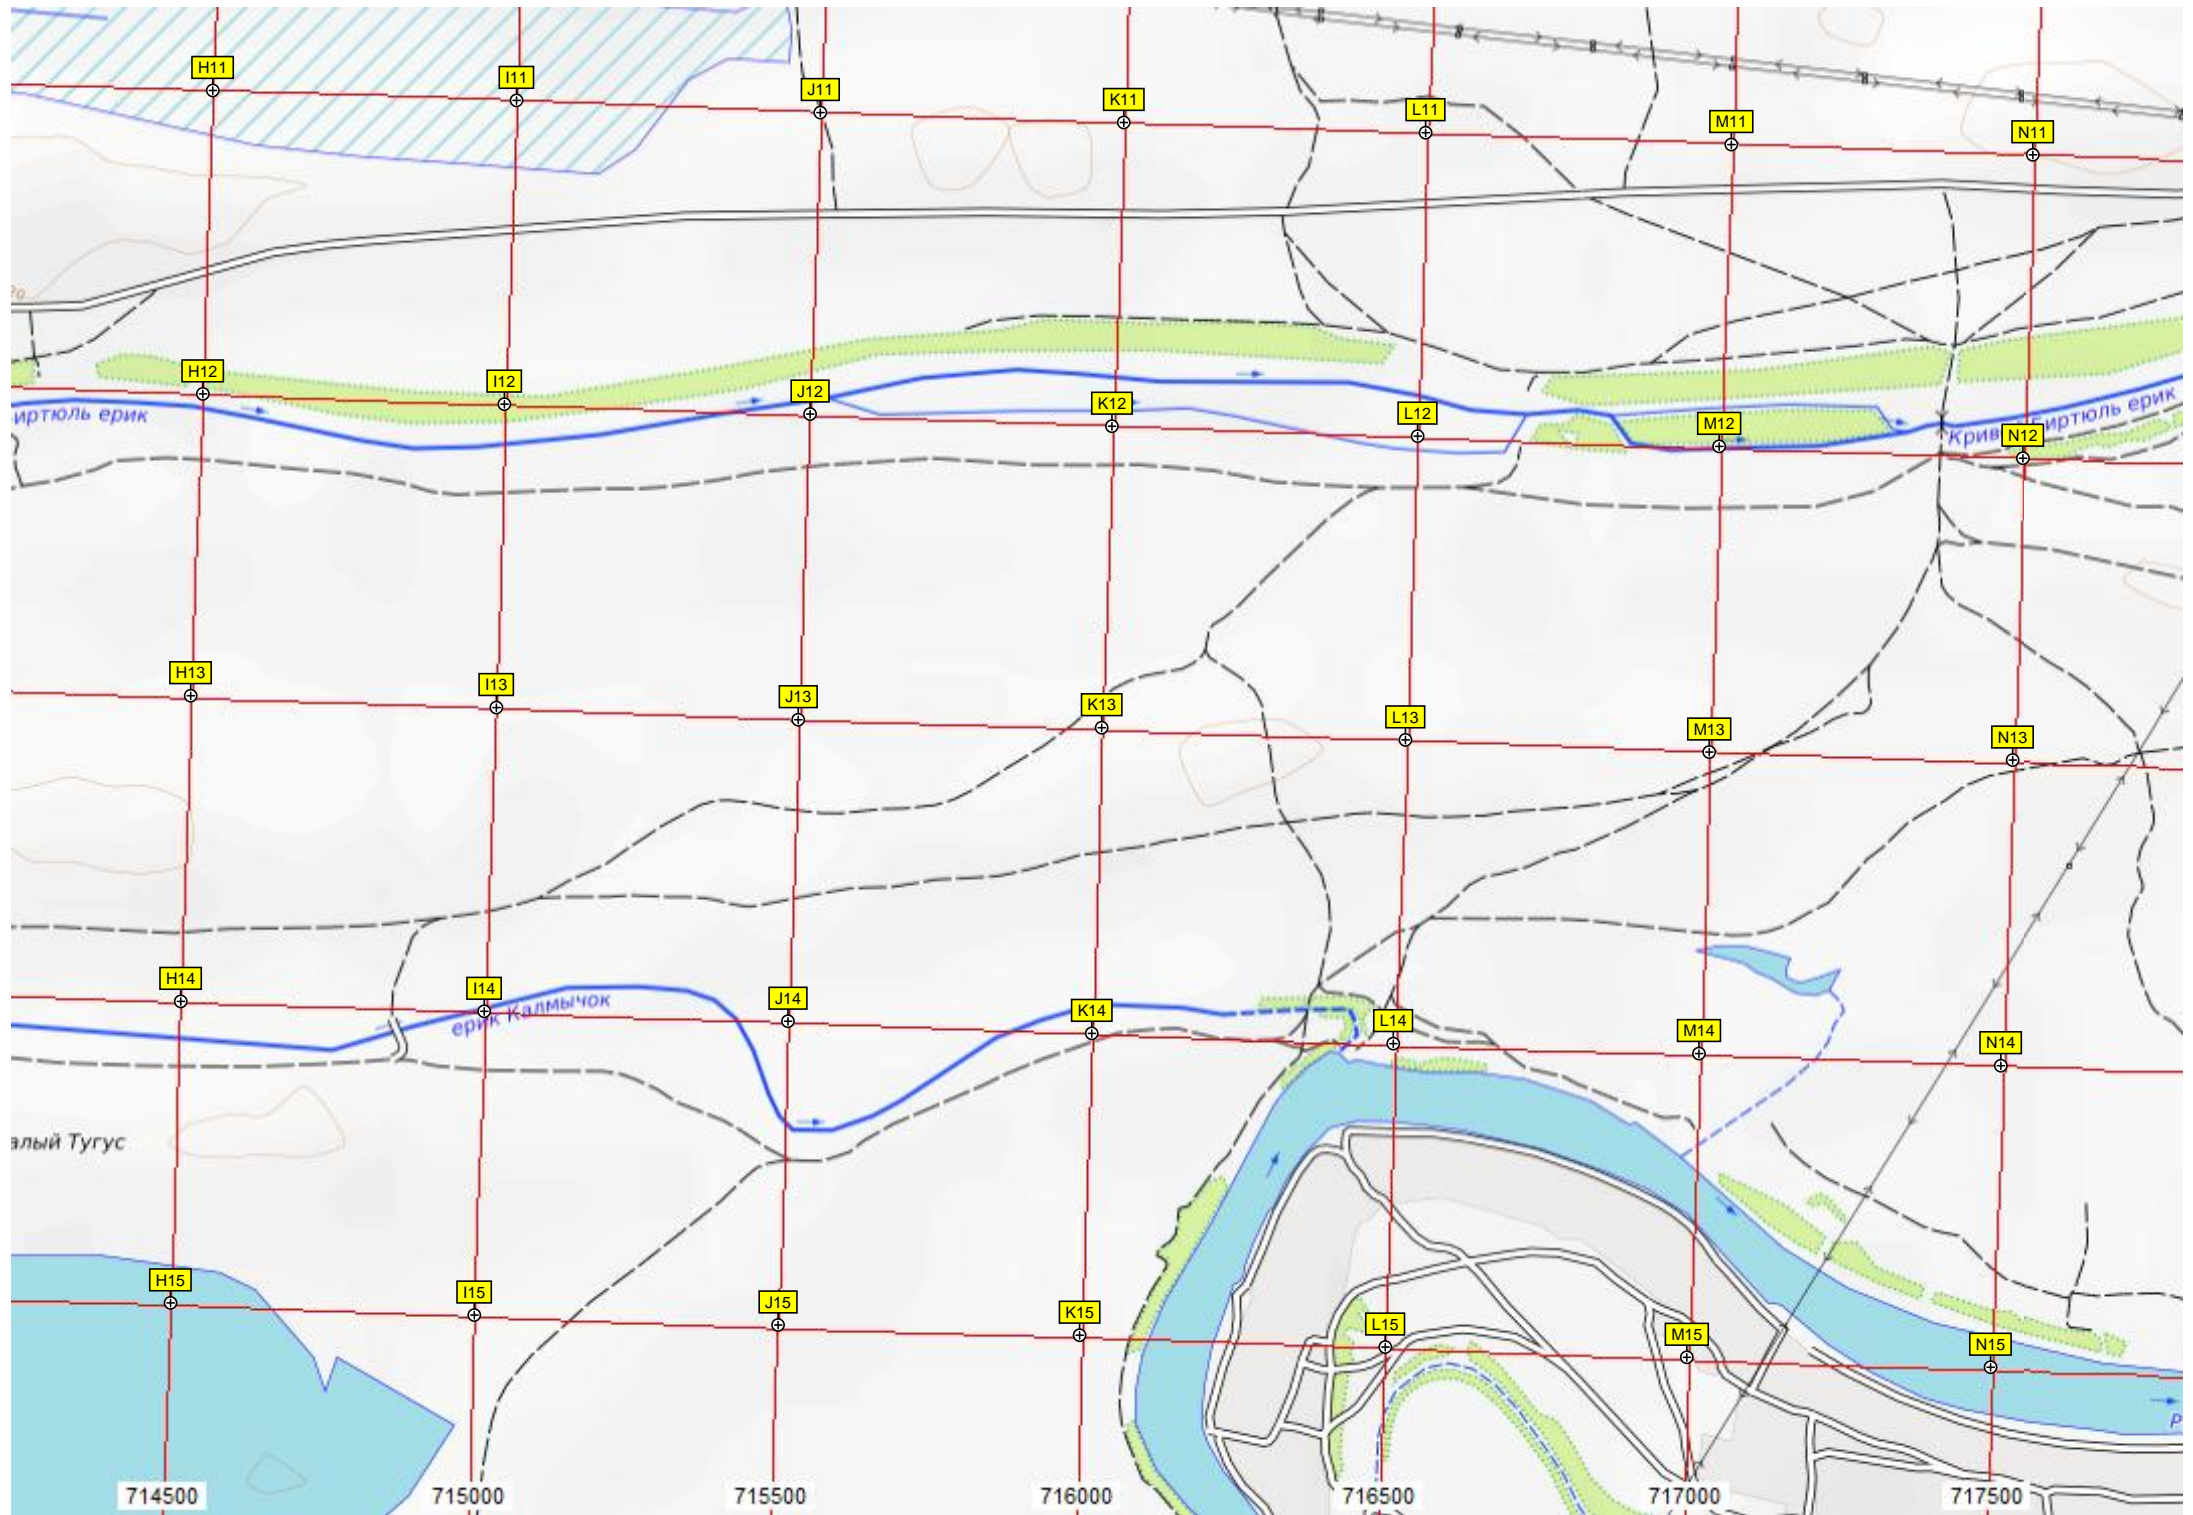 H11 I11 J11 K11 L11 M11 N11
H12 I12 J12 K12 L12 M12 N12
иртюль ерик
иртюль ерик
H13 I13 J13 K13 L13 M13 N13
H14 I14 J14 K14 L14 M14 N14
ерик Калмычок
алый Тугус
H15 I15 J15 K15 L15 M15 N15
714500 715000 715500 716000 716500 717000 717500